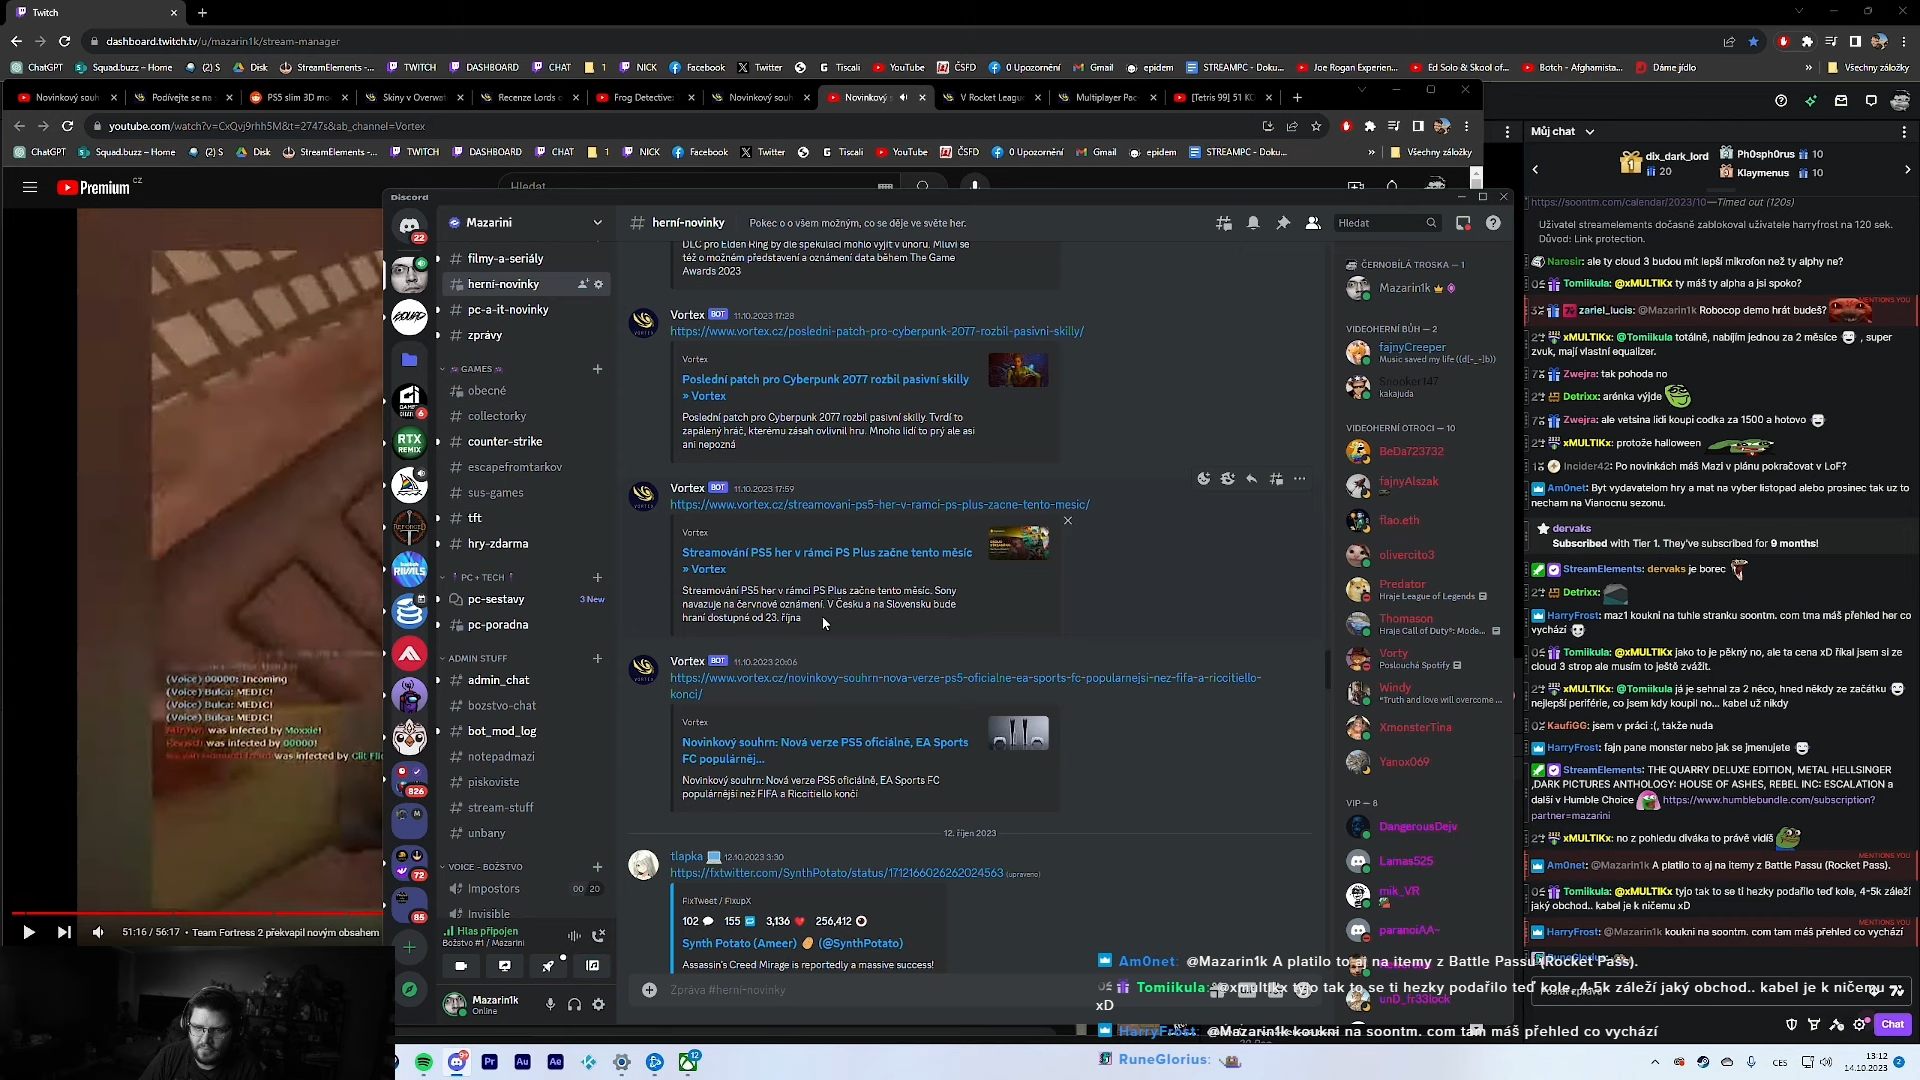 Twitch
dashboard.twitch.tv/u/mazarin1k/stream-manager
ChatGPT Squad.buzz – Home (2) S Disk StreamElements -... TWITCH DASHBOARD CHAT 1 NICK Facebook Twitter Tiscali YouTube ČSFD 0 Upozornění Gmail epidem STREAMPC - Doku... Joe Rogan Experien... Ed Solo & Skool of... Botch - Afghanista... Dáme jídlo » Všechny záložky
Novinkový souh Podívejte se na s PS5 slim 3D mo Skiny v Overwat Recenze Lords o Frog Detective: Novinkový souh Novinkový s V Rocket Leagu Multiplayer Pac [Tetris 99] 51 KO
youtube.com/watch?v=CxQvj9rhh5M&t=2747s&ab_channel=Vortex
ChatGPT Squad.buzz – Home (2) S Disk StreamElements -... TWITCH DASHBOARD CHAT 1 NICK Facebook Twitter Tiscali YouTube ČSFD 0 Upozornění Gmail epidem STREAMPC - Doku... » Všechny záložky
Premium CZ
Hledat
(Voice) 00000: Incoming
(Voice) Bulca: MEDIC!
(Voice) Bulca: MEDIC!
(Voice) Bulca: MEDIC!
was infected by Moxxie!
was infected by 00000!
was infected by Clit Fli
51:16 / 56:17 • Team Fortress 2 překvapil novým obsahem
Discord
22
Mazarini
filmy-a-seriály
herní-novinky
pc-a-it-novinky
zprávy
GAMES
obecné
collectorky
counter-strike
escapefromtarkov
sus-games
tft
hry-zdarma
PC + TECH
pc-sestavy 3 New
pc-poradna
ADMIN STUFF
admin_chat
bozstvo-chat
bot_mod_log
notepadmazi
piskoviste
stream-stuff
unbany
VOICE - BOŽSTVO
Impostors 00 20
Invisible
Hlas připojen
Božstvo #1 / Mazarini
Mazarin1k
Online
SQUAD
6
RTX REMIX
RIVALS
826
72
85
herní-novinky Pokec o o všem možným, co se děje ve světe her.
Hledat
DLC pro Elden Ring by dle spekulací mohlo vyjít v únoru. Mluví se
též o možném představení a oznámení data během The Game
Awards 2023
Vortex BOT 11.10.2023 17:28
https://www.vortex.cz/posledni-patch-pro-cyberpunk-2077-rozbil-pasivni-skilly/
Vortex
Poslední patch pro Cyberpunk 2077 rozbil pasivní skilly
» Vortex
Poslední patch pro Cyberpunk 2077 rozbil pasivní skilly. Tvrdí to
zapálený hráč, kterému zásah ovlivnil hru. Mnoho lidí to prý ale asi
ani nepozná
Vortex BOT 11.10.2023 17:59
https://www.vortex.cz/streamovani-ps5-her-v-ramci-ps-plus-zacne-tento-mesic/
Vortex
Streamování PS5 her v rámci PS Plus začne tento měsíc
» Vortex
Streamování PS5 her v rámci PS Plus začne tento měsíc. Sony
navazuje na červnové oznámení. V Česku a na Slovensku bude
hraní dostupné od 23. října
Vortex BOT 11.10.2023 20:06
https://www.vortex.cz/novinkovy-souhrn-nova-verze-ps5-oficialne-ea-sports-fc-popularnejsi-nez-fifa-a-riccitiello-
konci/
Vortex
Novinkový souhrn: Nová verze PS5 oficiálně, EA Sports
FC populárněj...
Novinkový souhrn: Nová verze PS5 oficiálně, EA Sports FC
populárnější než FIFA a Riccitiello končí
12. říjen 2023
tlapka 12.10.2023 3:30
https://fxtwitter.com/SynthPotato/status/1712166026262024563 (upraveno)
FixTweet / FixupX
102 155 3,136 256,412
Synth Potato (Ameer) (@SynthPotato)
Assassin's Creed Mirage is reportedly a massive success!
Zpráva #herní-novinky
ČERNOBÍLÁ TROSKA — 1
Mazarin1k
VIDEOHERNÍ BŮH — 2
fajnyCreeper
Music saved my life ((d[-_-]b)
Snooker147
kakajuda
VIDEOHERNÍ OTROCI — 10
BeDa723732
fajnyAlszak
flao.eth
olivercito3
Predator
Hraje League of Legends
Thomason
Hraje Call of Duty®: Mode...
Vorty
Poslouchá Spotify
Windy
"Truth and love will overcome ...
XmonsterTina
Yanox069
VIP — 8
DangerousDejv
Lamas525
mik_VR
paranoiAA~
unD_fr33lock
Můj chat
dix_dark_lord 20
Ph0sph0rus 10
Klaymenus 10
https://soontm.com/calendar/2023/10 —Timed out (120s)
Uživatel streamelements dočasně zablokoval uživatele harryfrost na 120 sek.
Důvod: Link protection.
Naresir: ale ty cloud 3 budou mít lepší mikrofon než ty alphy ne?
Tomiikula: @xMULTIKx ty máš ty alpha a jsi spoko?
MENTIONS YOU
zariel_lucis: @Mazarin1k Robocop demo hrát budeš?
xMULTIKx: @Tomiikula totálně, nabíjím jednou za 2 měsíce , super
zvuk, mají vlastní equalizer.
Zwejra: tak pohoda no
Detrixx: arénka výjde
Zwejra: ale vetsina lidi koupi codka za 1500 a hotovo
xMULTIKx: protože halloween
Incider42: Po novinkách máš Mazi v plánu pokračovat v LoF?
Am0net: Byt vydavatelom hry a mat na vyber listopad alebo prosinec tak uz to
necham na Vianocnu sezonu.
dervaks
Subscribed with Tier 1. They've subscribed for 9 months!
StreamElements: dervaks je borec
Detrixx:
HarryFrost: maz1 koukni na tuhle stranku soontm. com tma máš přehled her co
vychází
Tomiikula: @xMULTIKx jako to je pěkný no, ale ta cena xD říkal jsem si ze
cloud 3 strop ale musím to ještě zvážit.
xMULTIKx: @Tomiikula já je sehnal za 2 něco, hned někdy ze začátku
nejlepší periférie, co jsem kdy koupil no... kabel už nikdy
KaufiGG: jsem v práci :(, takže nuda
HarryFrost: fajn pane monster nebo jak se jmenujete
StreamElements: THE QUARRY DELUXE EDITION, METAL HELLSINGER
,DARK PICTURES ANTHOLOGY: HOUSE OF ASHES, REBEL INC: ESCALATION a
další v Humble Choice https://www.humblebundle.com/subscription?
partner=mazarini
xMULTIKx: no z pohledu diváka to právě vidíš
MENTIONS YOU
Am0net: @Mazarin1k A platilo to aj na itemy z Battle Passu (Rocket Pass).
Tomiikula: @xMULTIKx tyjo tak to se ti hezky podařilo teď kole, 4-5k záleží
jaký obchod.. kabel je k ničemu xD
MENTIONS YOU
HarryFrost: @Mazarin1k koukni na soontm. com tam máš přehled co vychází
Chat
Am0net: @Mazarin1k A platilo to aj na itemy z Battle Passu (Rocket Pass).
Tomiikula: @xmultikx tyjo tak to se ti hezky podařilo teď kole, 4-5k záleží jaký obchod.. kabel je k ničemu
xD
HarryFrost: @Mazarin1k koukni na soontm. com tam máš přehled co vychází
RuneGlorius:
Pr Au Ae 12
CES 13:12
14.10.2023 2